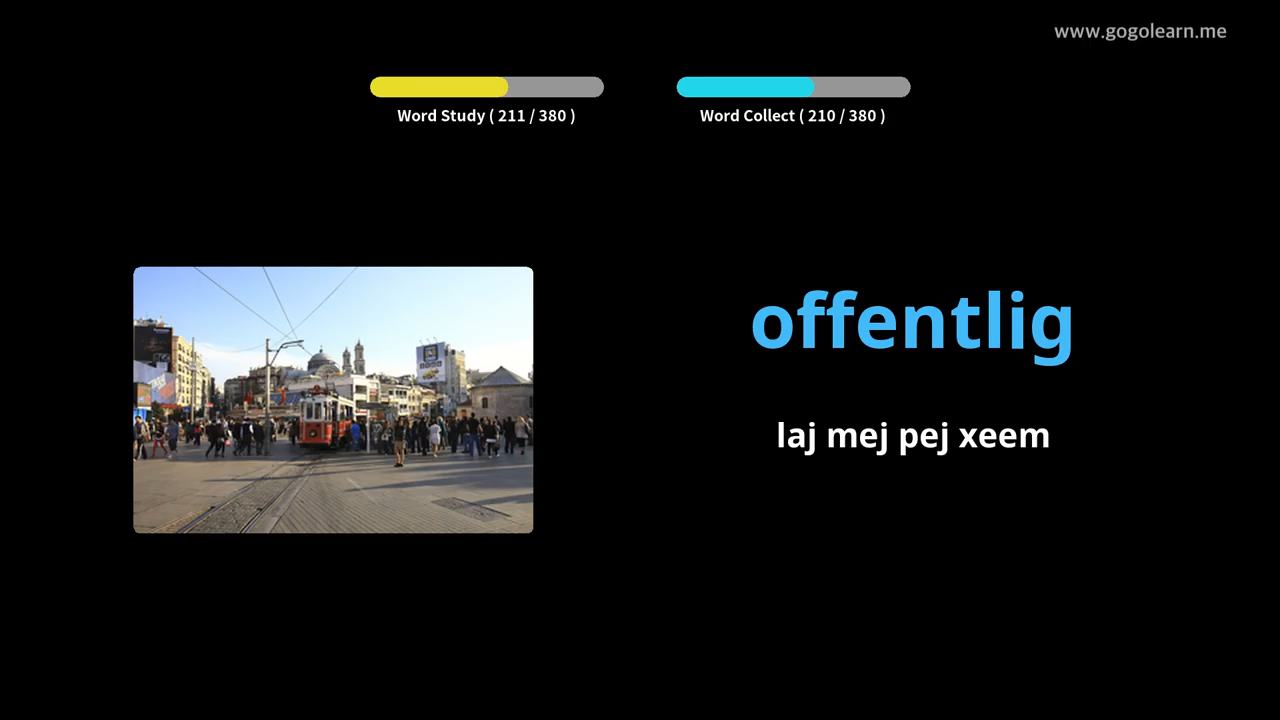 www.gogolearn.me
Word Study ( 211 / 380 )
Word Collect ( 210 / 380 )
offentlig
laj mej pej xeem